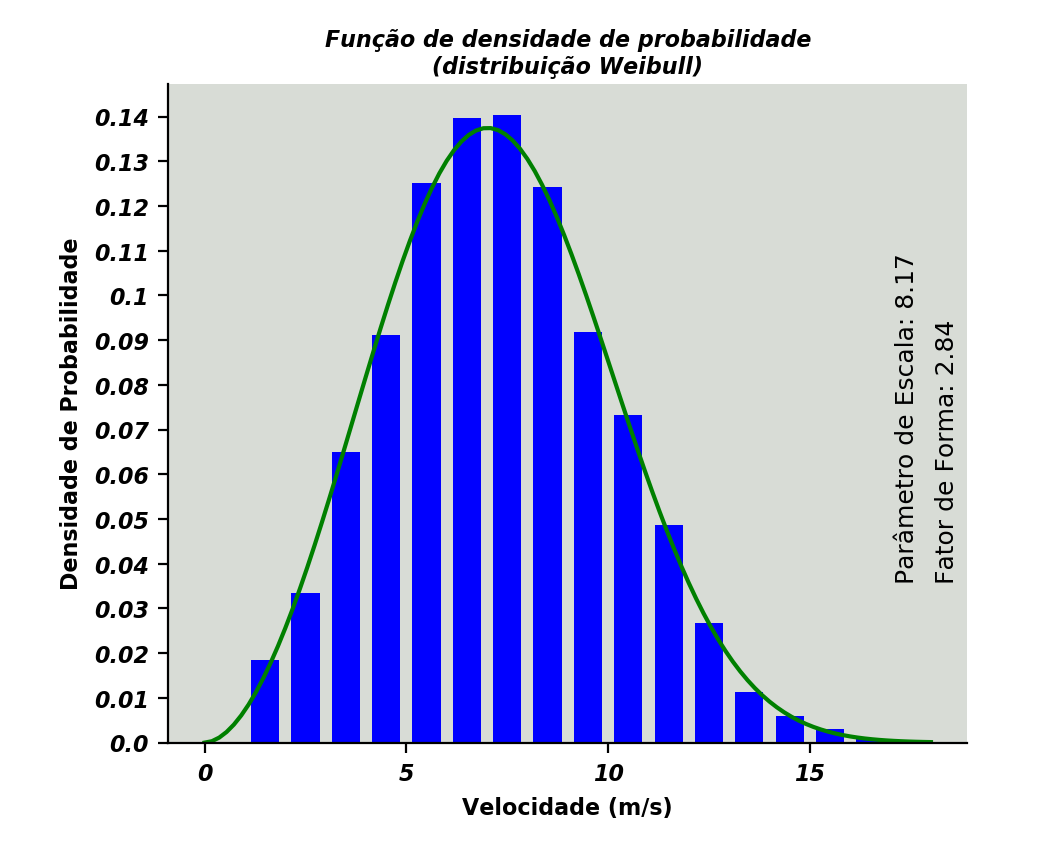 Função de densidade de probabilidade
(distribuição Weibull)
Densidade de Probabilidade
0.14
0.13
0.12
0.11
0.1
0.09
0.08
0.07
0.06
0.05
0.04
0.03
0.02
0.01
0.0
Parâmetro de Escala: 8.17
Fator de Forma: 2.84
0 5 10 15
Velocidade (m/s)